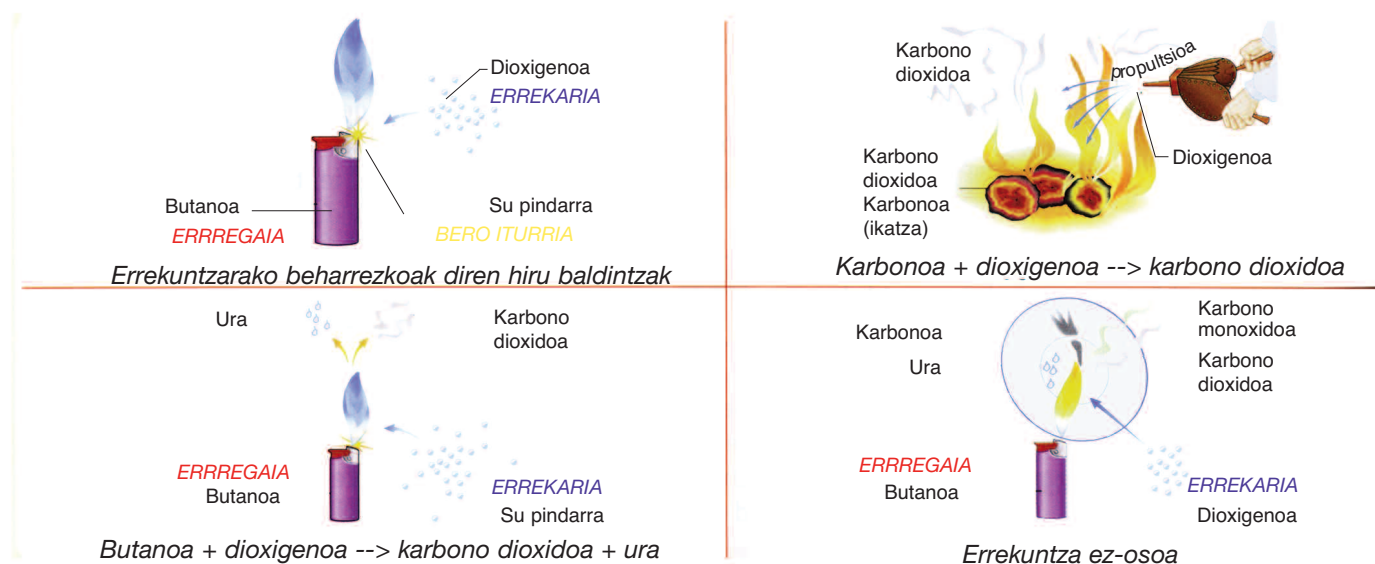 Dioxigenoa
ERREKARIA
Butanoa
ERRREGAIA
Su pindarra
BERO ITURRIA
Errekuntzarako beharrezkoak diren hiru baldintzak
Karbono
dioxidoa
propultsioa
Dioxigenoa
Karbono
dioxidoa
Karbonoa
(ikatza)
Karbonoa + dioxigenoa --> karbono dioxidoa
Ura
Karbono
dioxidoa
ERRREGAIA
Butanoa
ERREKARIA
Su pindarra
Butanoa + dioxigenoa --> karbono dioxidoa + ura
Karbonoa
Ura
Karbono
monoxidoa
Karbono
dioxidoa
ERRREGAIA
Butanoa
ERREKARIA
Dioxigenoa
Errekuntza ez-osoa